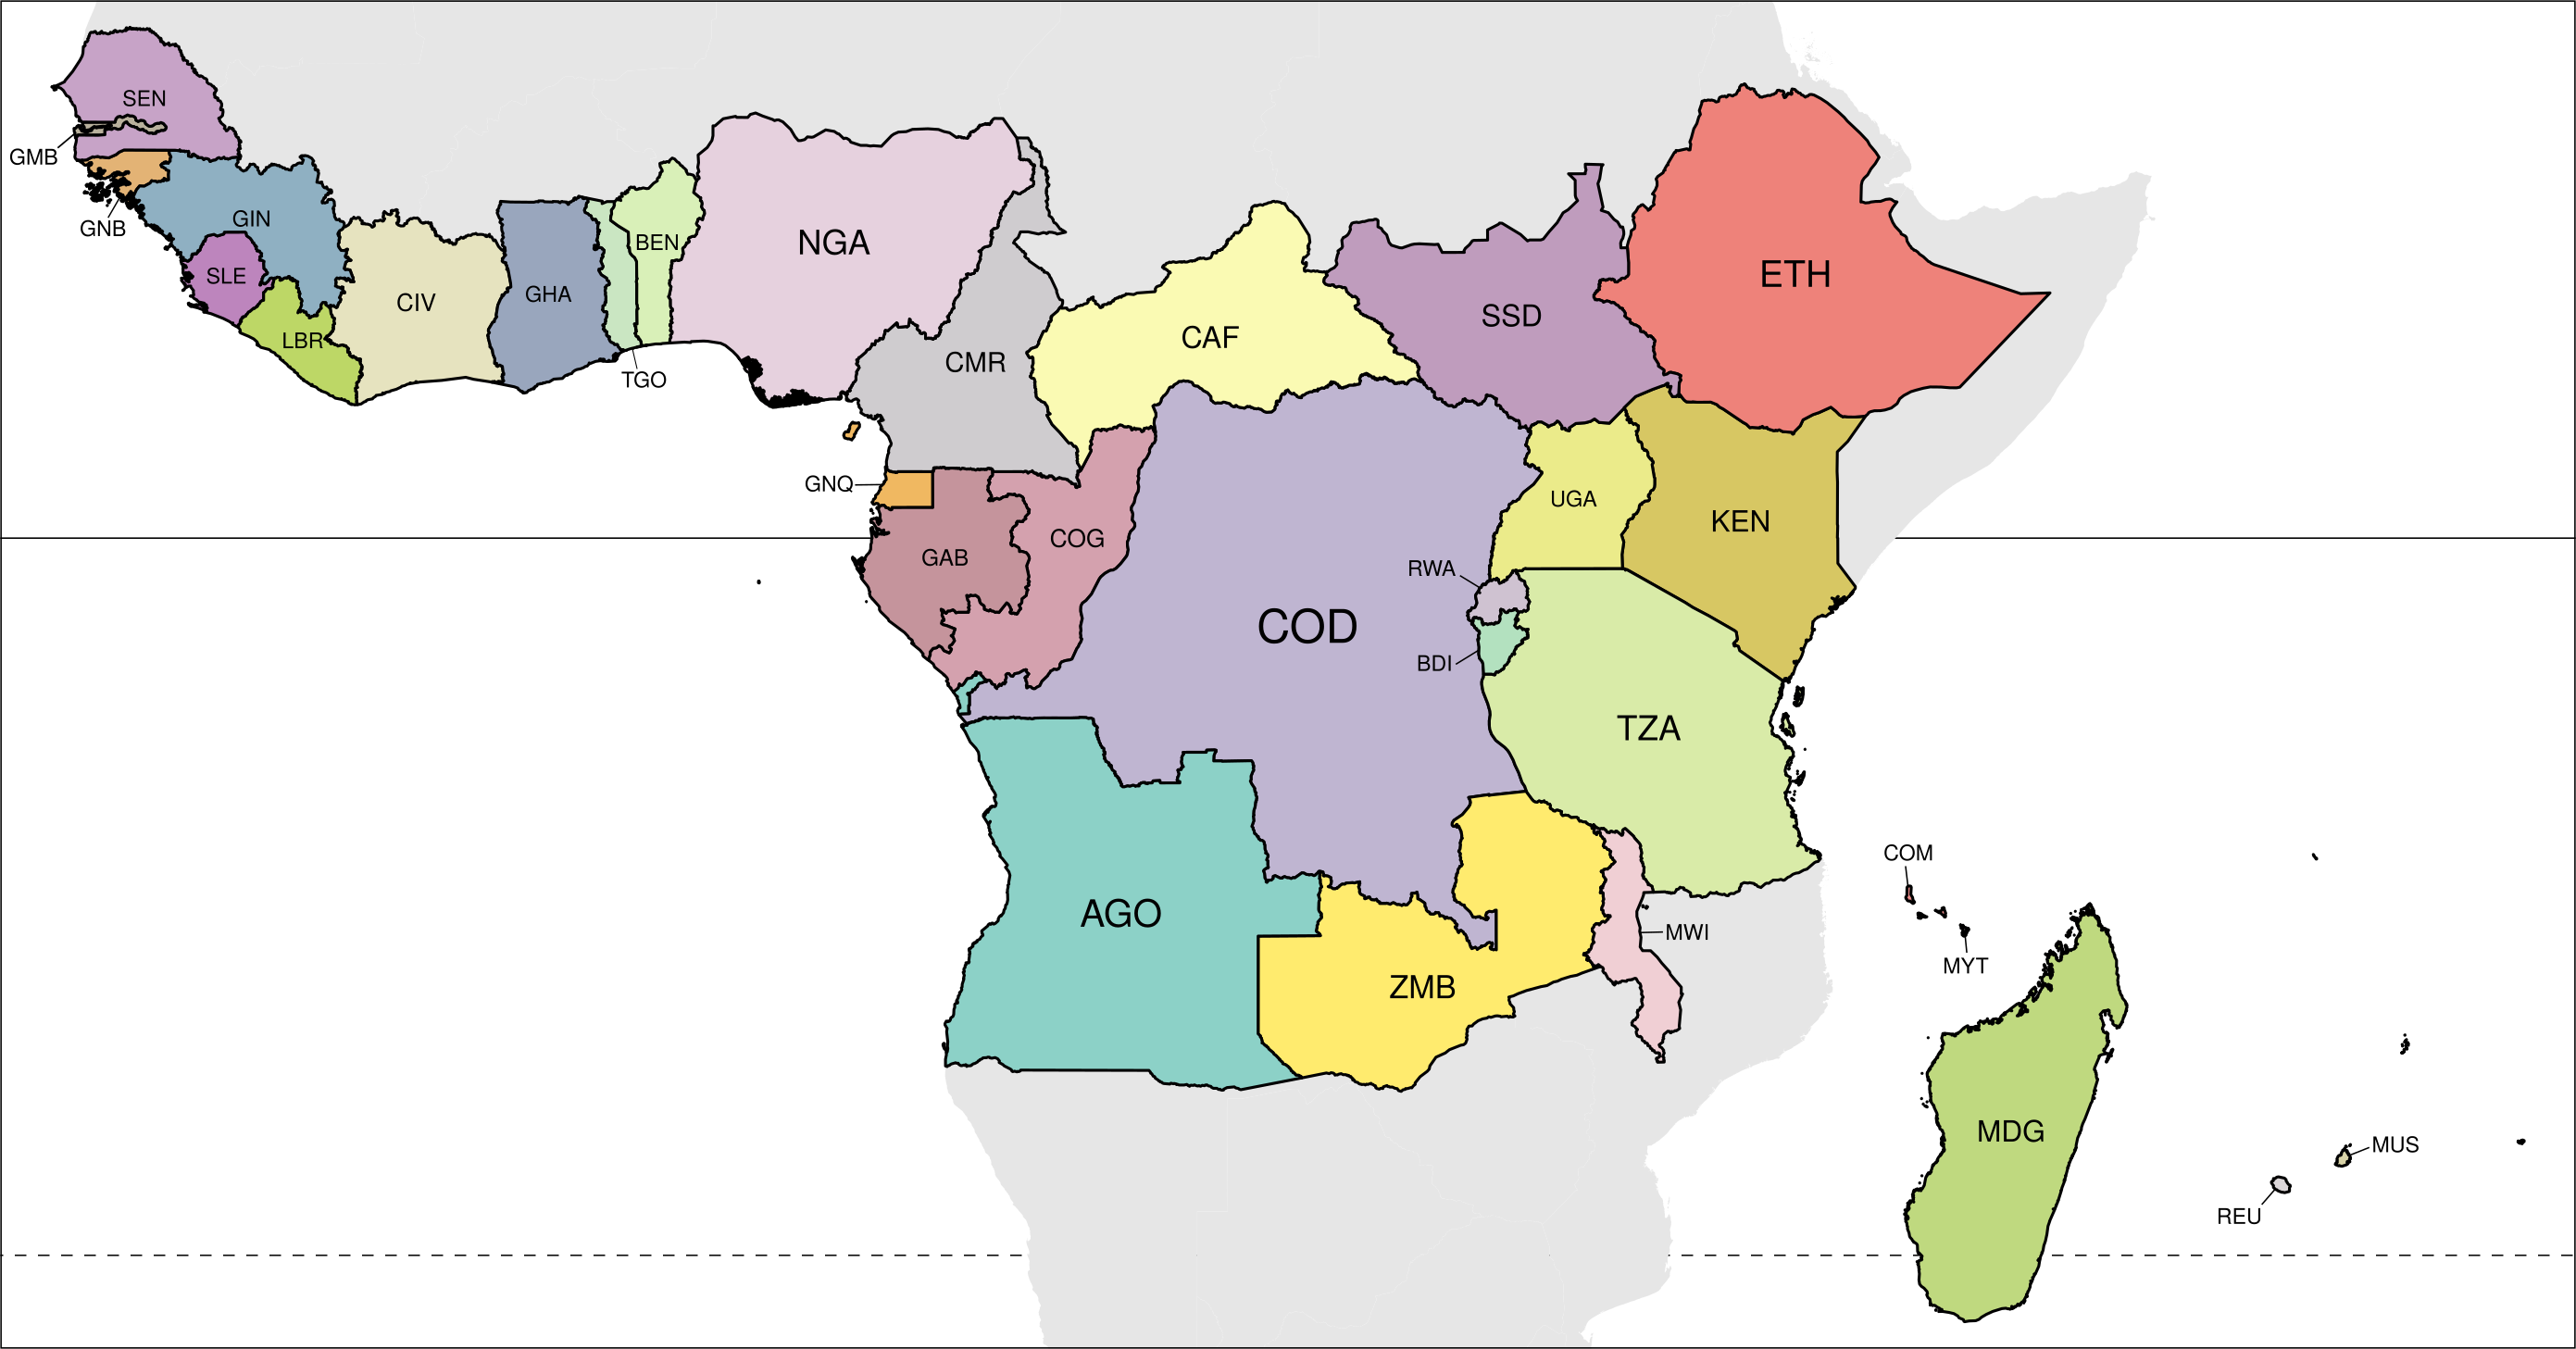 SEN
GMB
GNB
GIN
SLE
LBR
CIV
GHA
TGO
BEN
NGA
CMR
CAF
SSD
ETH
GNQ
GAB
COG
COD
UGA
KEN
RWA
BDI
TZA
AGO
ZMB
MWI
COM
MYT
MDG
MUS
REU